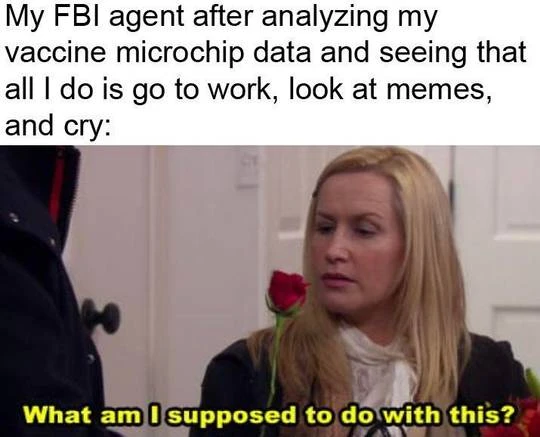 My FBI agent after analyzing my
vaccine microchip data and seeing that
all I do is go to work, look at memes,
and cry:
What am I supposed to do with this?